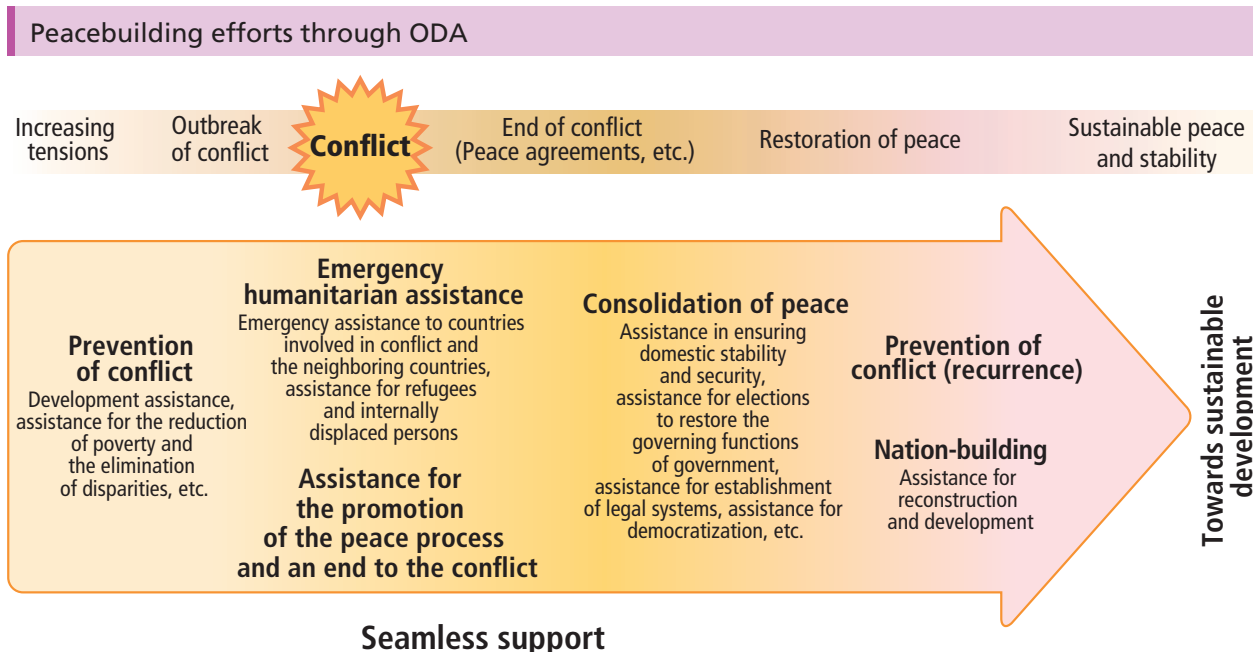 Peacebuilding efforts through ODA
Increasing
tensions
Outbreak
of conflict
Conflict
End of conflict
(Peace agreements, etc.)
Restoration of peace
Sustainable peace
and stability
Prevention
of conflict
Development assistance,
assistance for the reduction
of poverty and
the elimination
of disparities, etc.
Emergency
humanitarian assistance
Emergency assistance to countries
involved in conflict and
the neighboring countries,
assistance for refugees
and internally
displaced persons
Assistance for
the promotion
of the peace process
and an end to the conflict
Consolidation of peace
Assistance in ensuring
domestic stability
and security,
assistance for elections
to restore the
governing functions
of government,
assistance for establishment
of legal systems, assistance for
democratization, etc.
Prevention of
conflict (recurrence)
Nation-building
Assistance for
reconstruction
and development
Towards sustainable
development
Seamless support